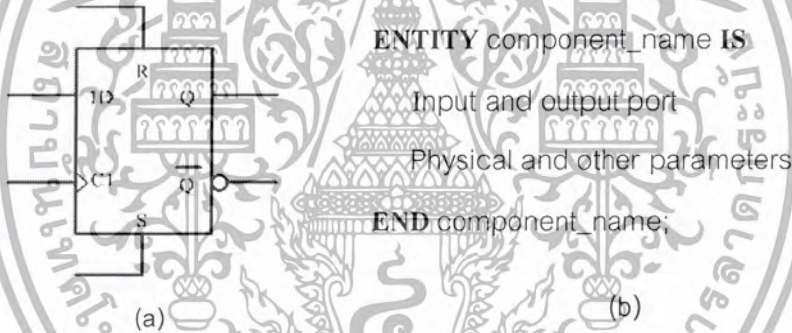 R
1D Q
C1 Q
S
(a)
ENTITY component_name IS
Input and output port
Physical and other parameters
END component_name;
(b)